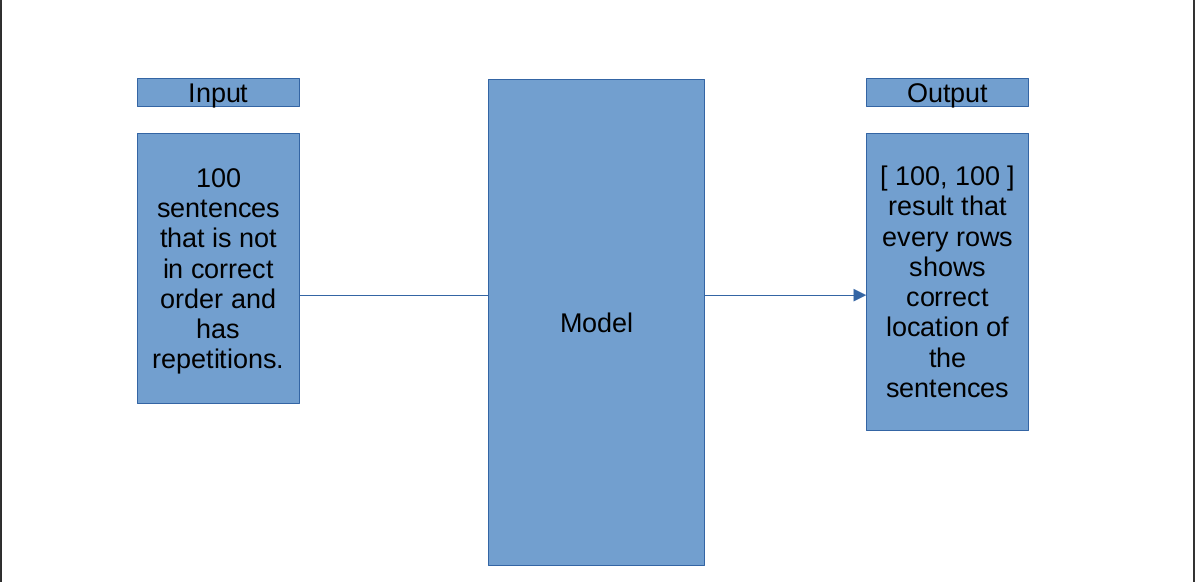 Input
Output
100
sentences
that is not
in correct
order and
has
repetitions.
Model
[ 100, 100 ]
result that
every rows
shows
correct
location of
the
sentences